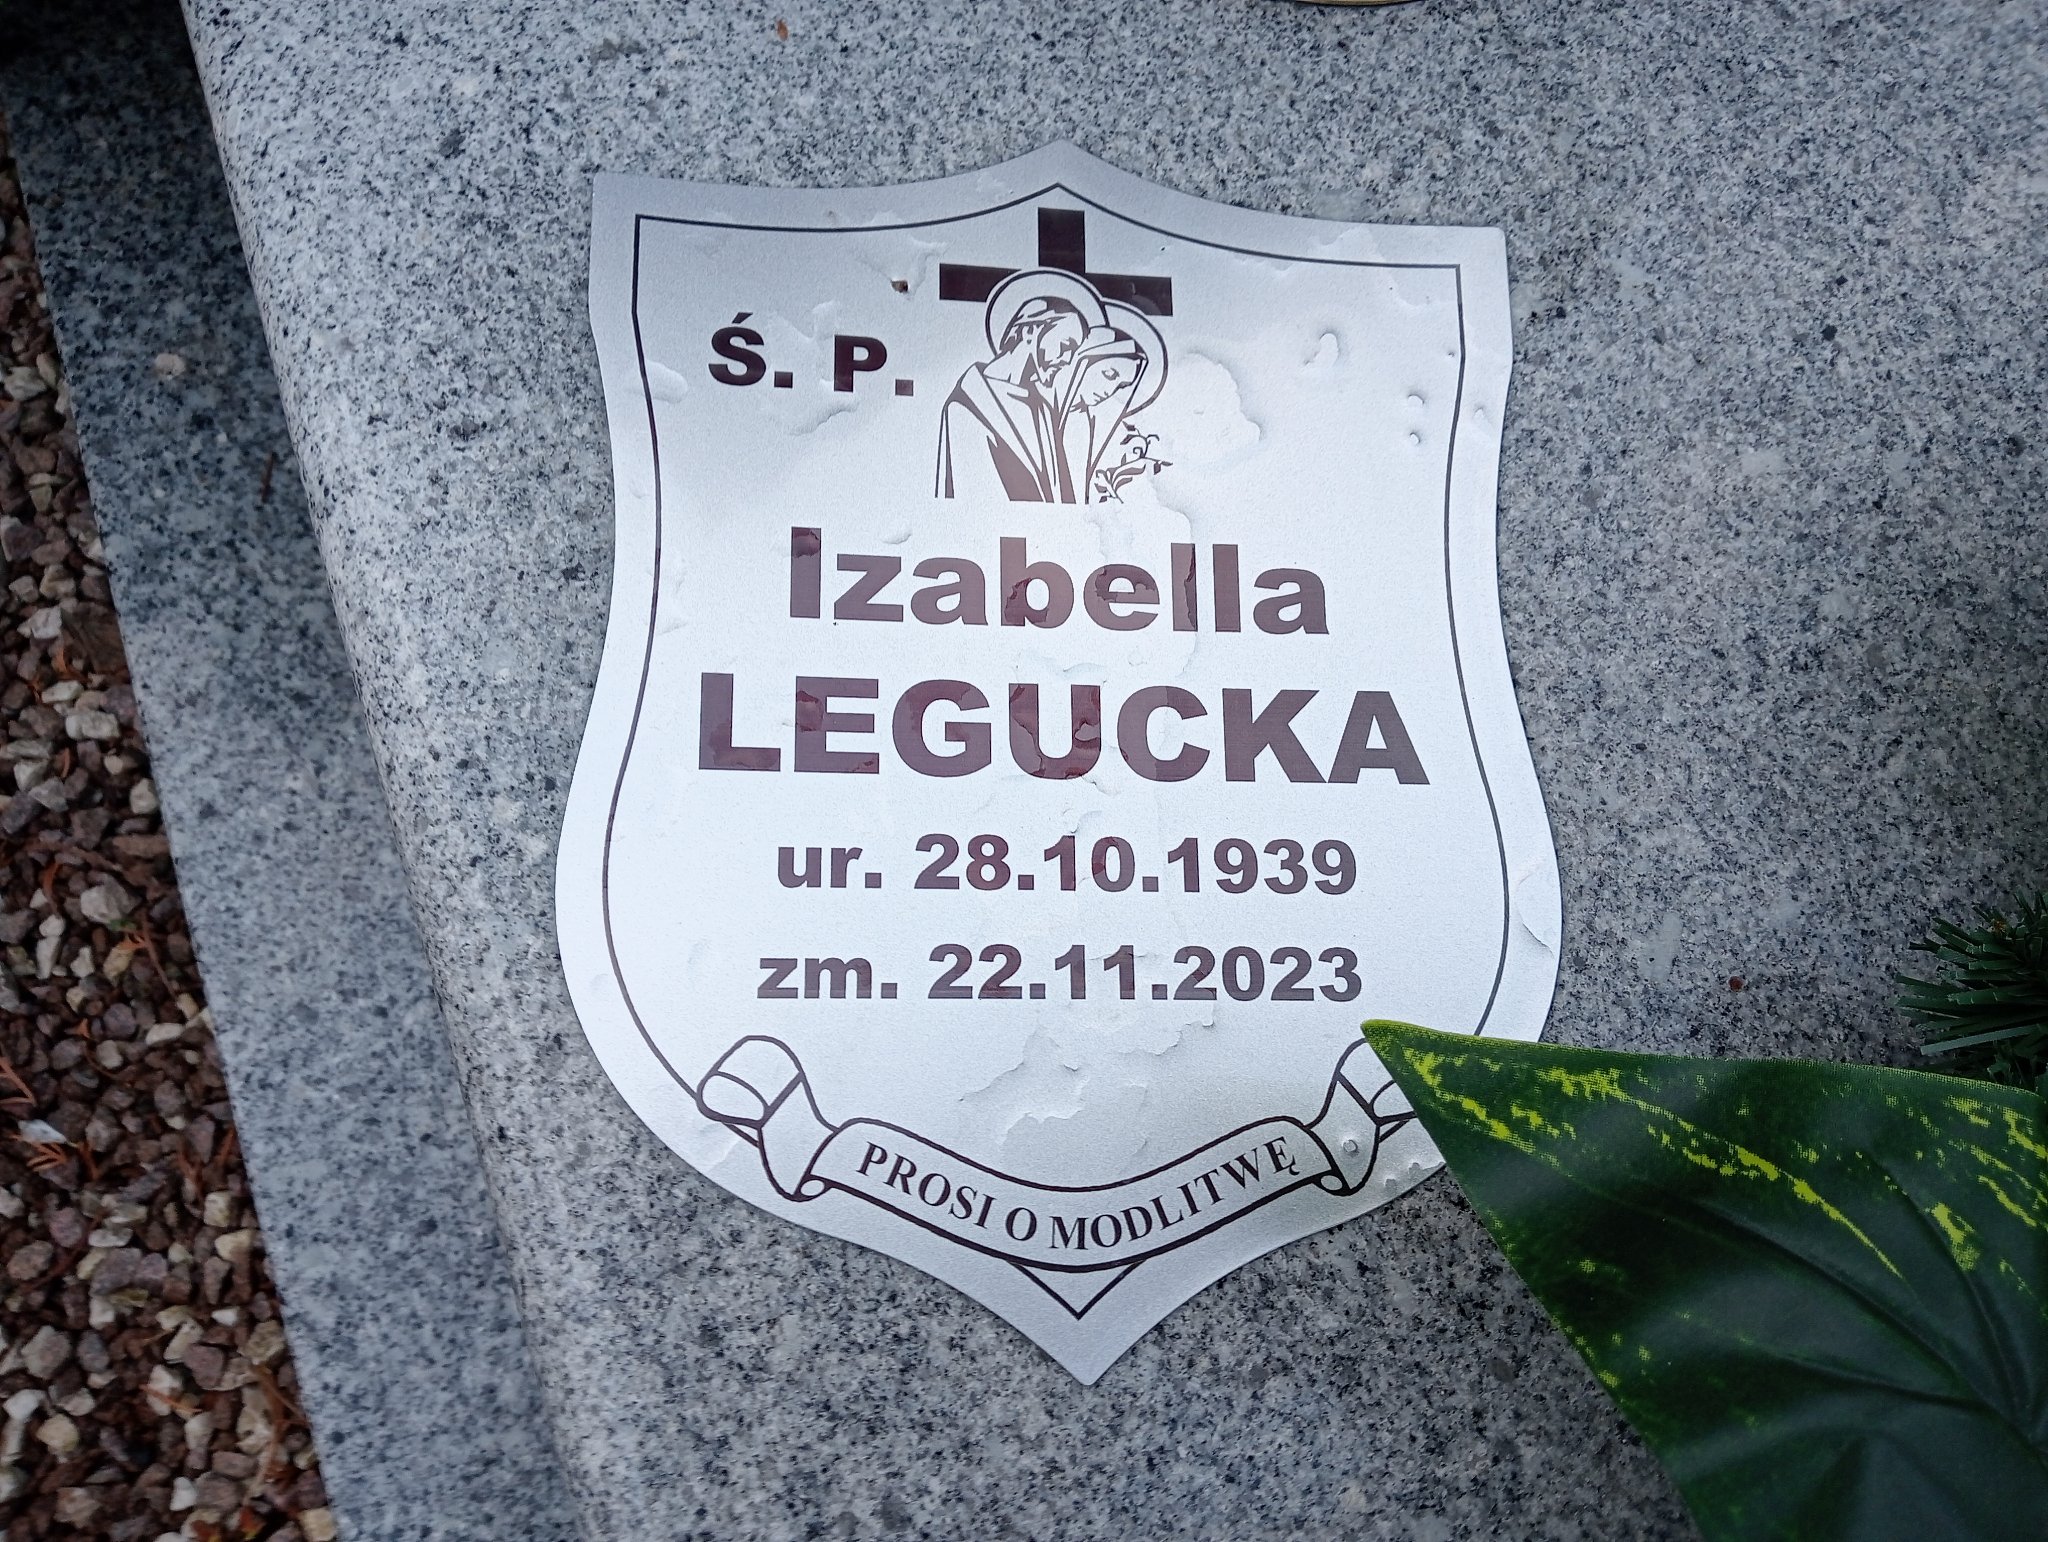 Ś. P.
Izabella
LEGUCKA
ur. 28.10.1939
zm. 22.11.2023
PROSI O MODLITWĘ